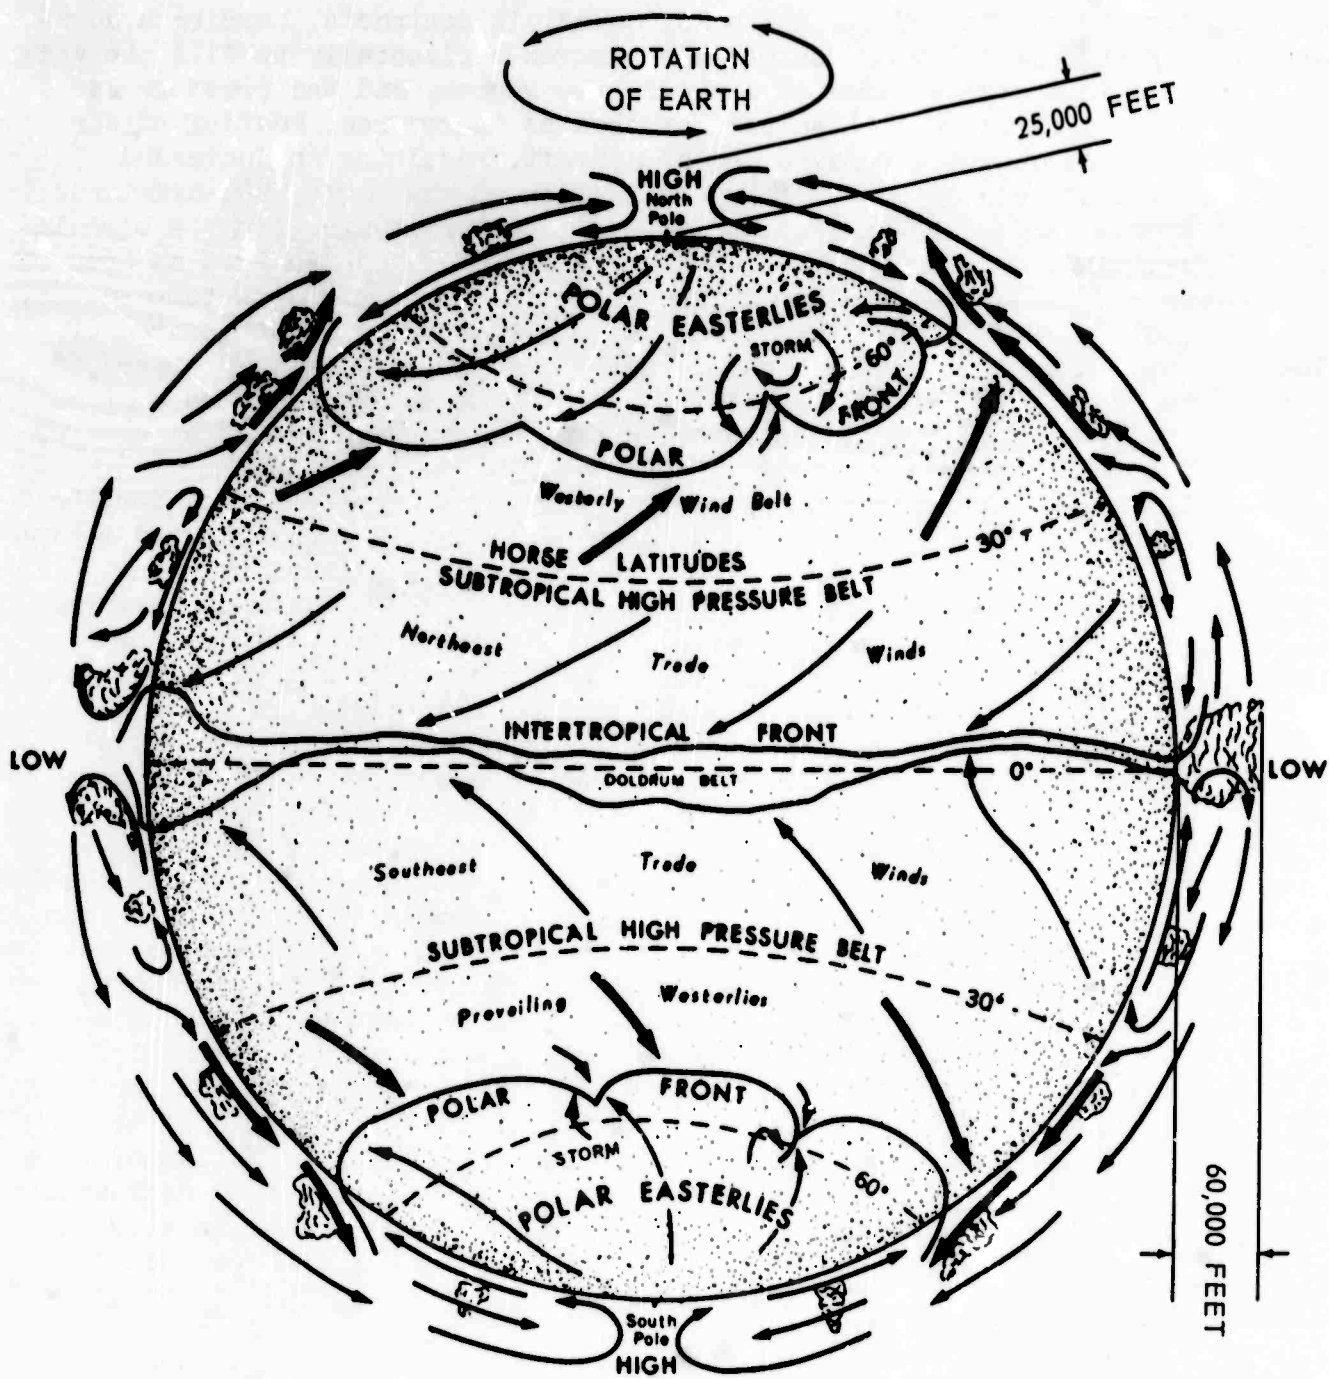 ROTATION
OF EARTH
25,000 FEET
HIGH
North
Pole
POLAR EASTERLIES
STORM
60°
FRONT
POLAR
Westerly Wind Belt
30°
HORSE LATITUDES
SUBTROPICAL HIGH PRESSURE BELT
Northeast Trade Winds
INTERTROPICAL FRONT
LOW
DOLDRUM BELT
0°
LOW
Southeast Trade Winds
SUBTROPICAL HIGH PRESSURE BELT
30°
Prevailing Westerlies
POLAR FRONT
STORM
60°
POLAR EASTERLIES
60,000 FEET
South
Pole
HIGH